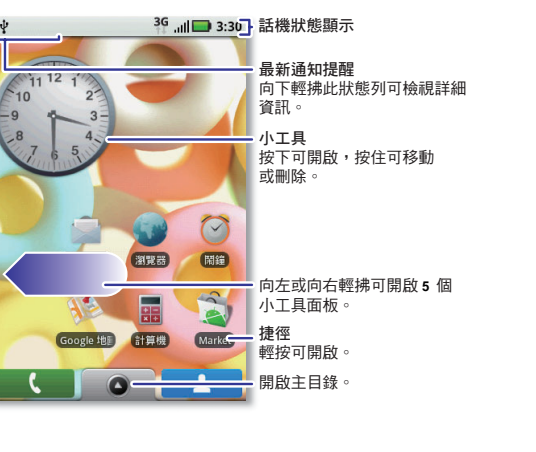 3G 3:30
話機狀態顯示
最新通知提醒
向下輕拂此狀態列可檢視詳細
資訊。
小工具
按下可開啟，按住可移動
或刪除。
11 12 1
10 2
9 3
8 4
7 6 5
瀏覽器 鬧鐘
向左或向右輕拂可開啟 5 個
小工具面板。
Google 地圖 計算機 Market
捷徑
輕按可開啟。
開啟主目錄。